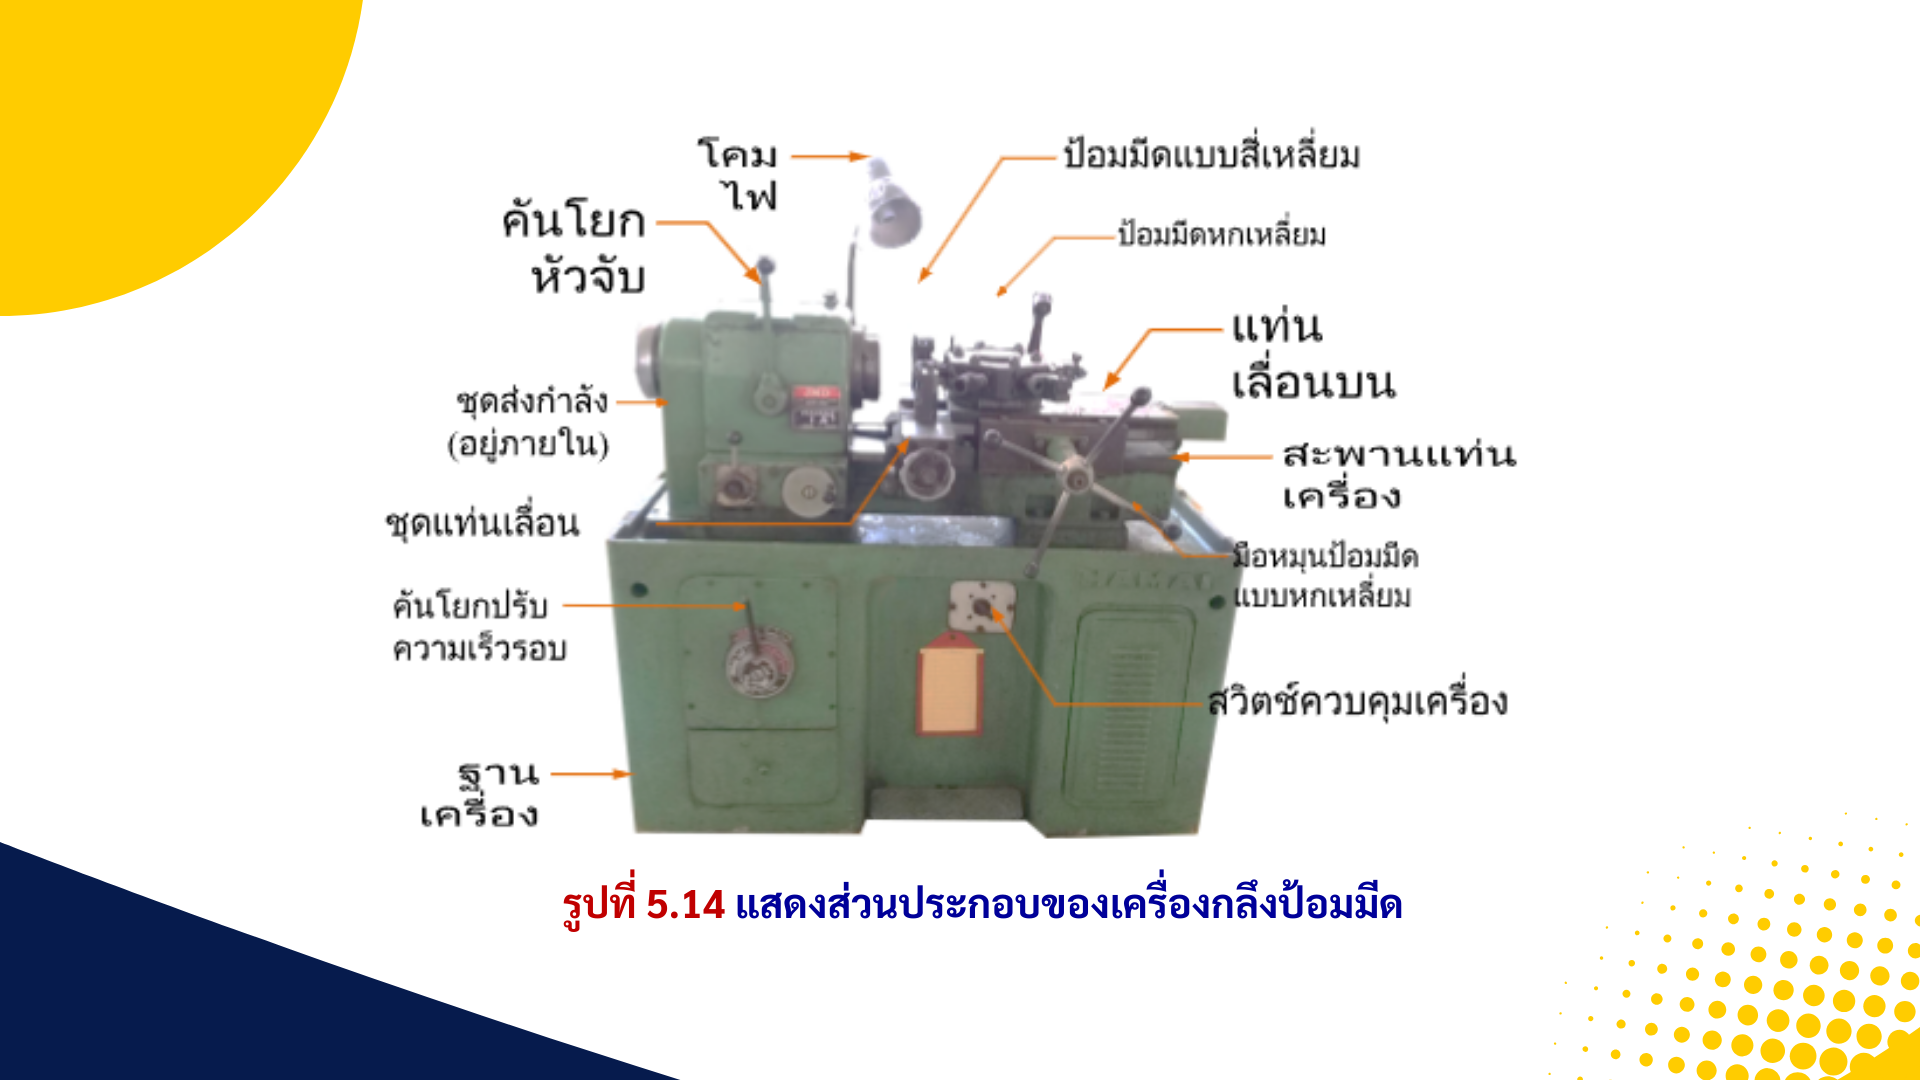 โคม
ไฟ
ป้อมมีดแบบสี่เหลี่ยม
คันโยก
หัวจับ
ป้อมมีดหกเหลี่ยม
แท่น
เลื่อนบน
ชุดส่งกำลัง
(อยู่ภายใน)
สะพานแท่น
เครื่อง
ชุดแท่นเลื่อน
มือหมุนป้อมมีด
แบบหกเหลี่ยม
คันโยกปรับ
ความเร็วรอบ
สวิตช์ควบคุมเครื่อง
ฐาน
เครื่อง
รูปที่ 5.14 แสดงส่วนประกอบของเครื่องกลึงป้อมมีด